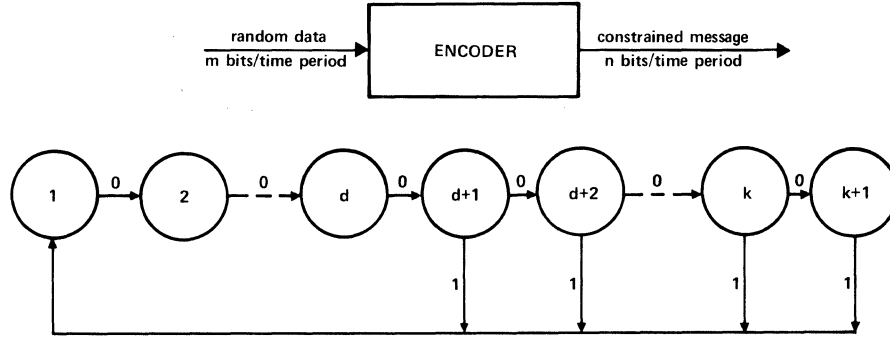 random data
m bits/time period
ENCODER
constrained message
n bits/time period
0 0 0 0 0 0
1 2 d d+1 d+2 k k+1
1 1 1 1